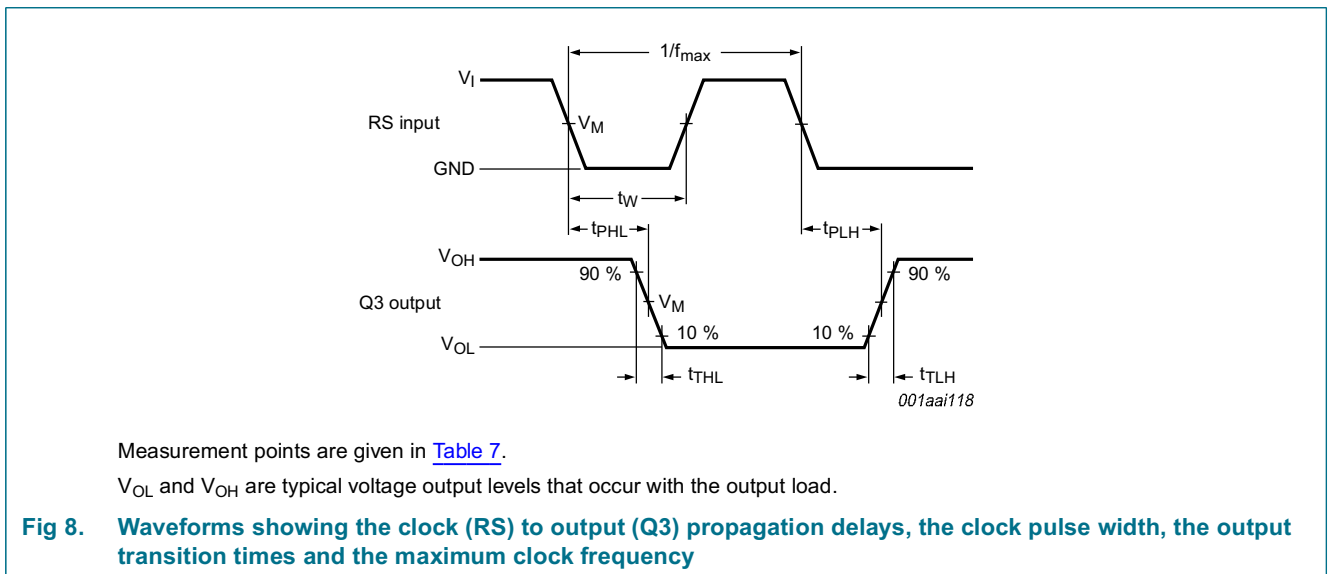 1/fmax
VI
RS input
VM
GND
tW
tPHL
tPLH
VOH
90 %
90 %
Q3 output
VM
10 %
10 %
VOL
tTHL
tTLH
001aai118
Measurement points are given in Table 7.
VOL and VOH are typical voltage output levels that occur with the output load.
Fig 8. Waveforms showing the clock (RS) to output (Q3) propagation delays, the clock pulse width, the output
transition times and the maximum clock frequency